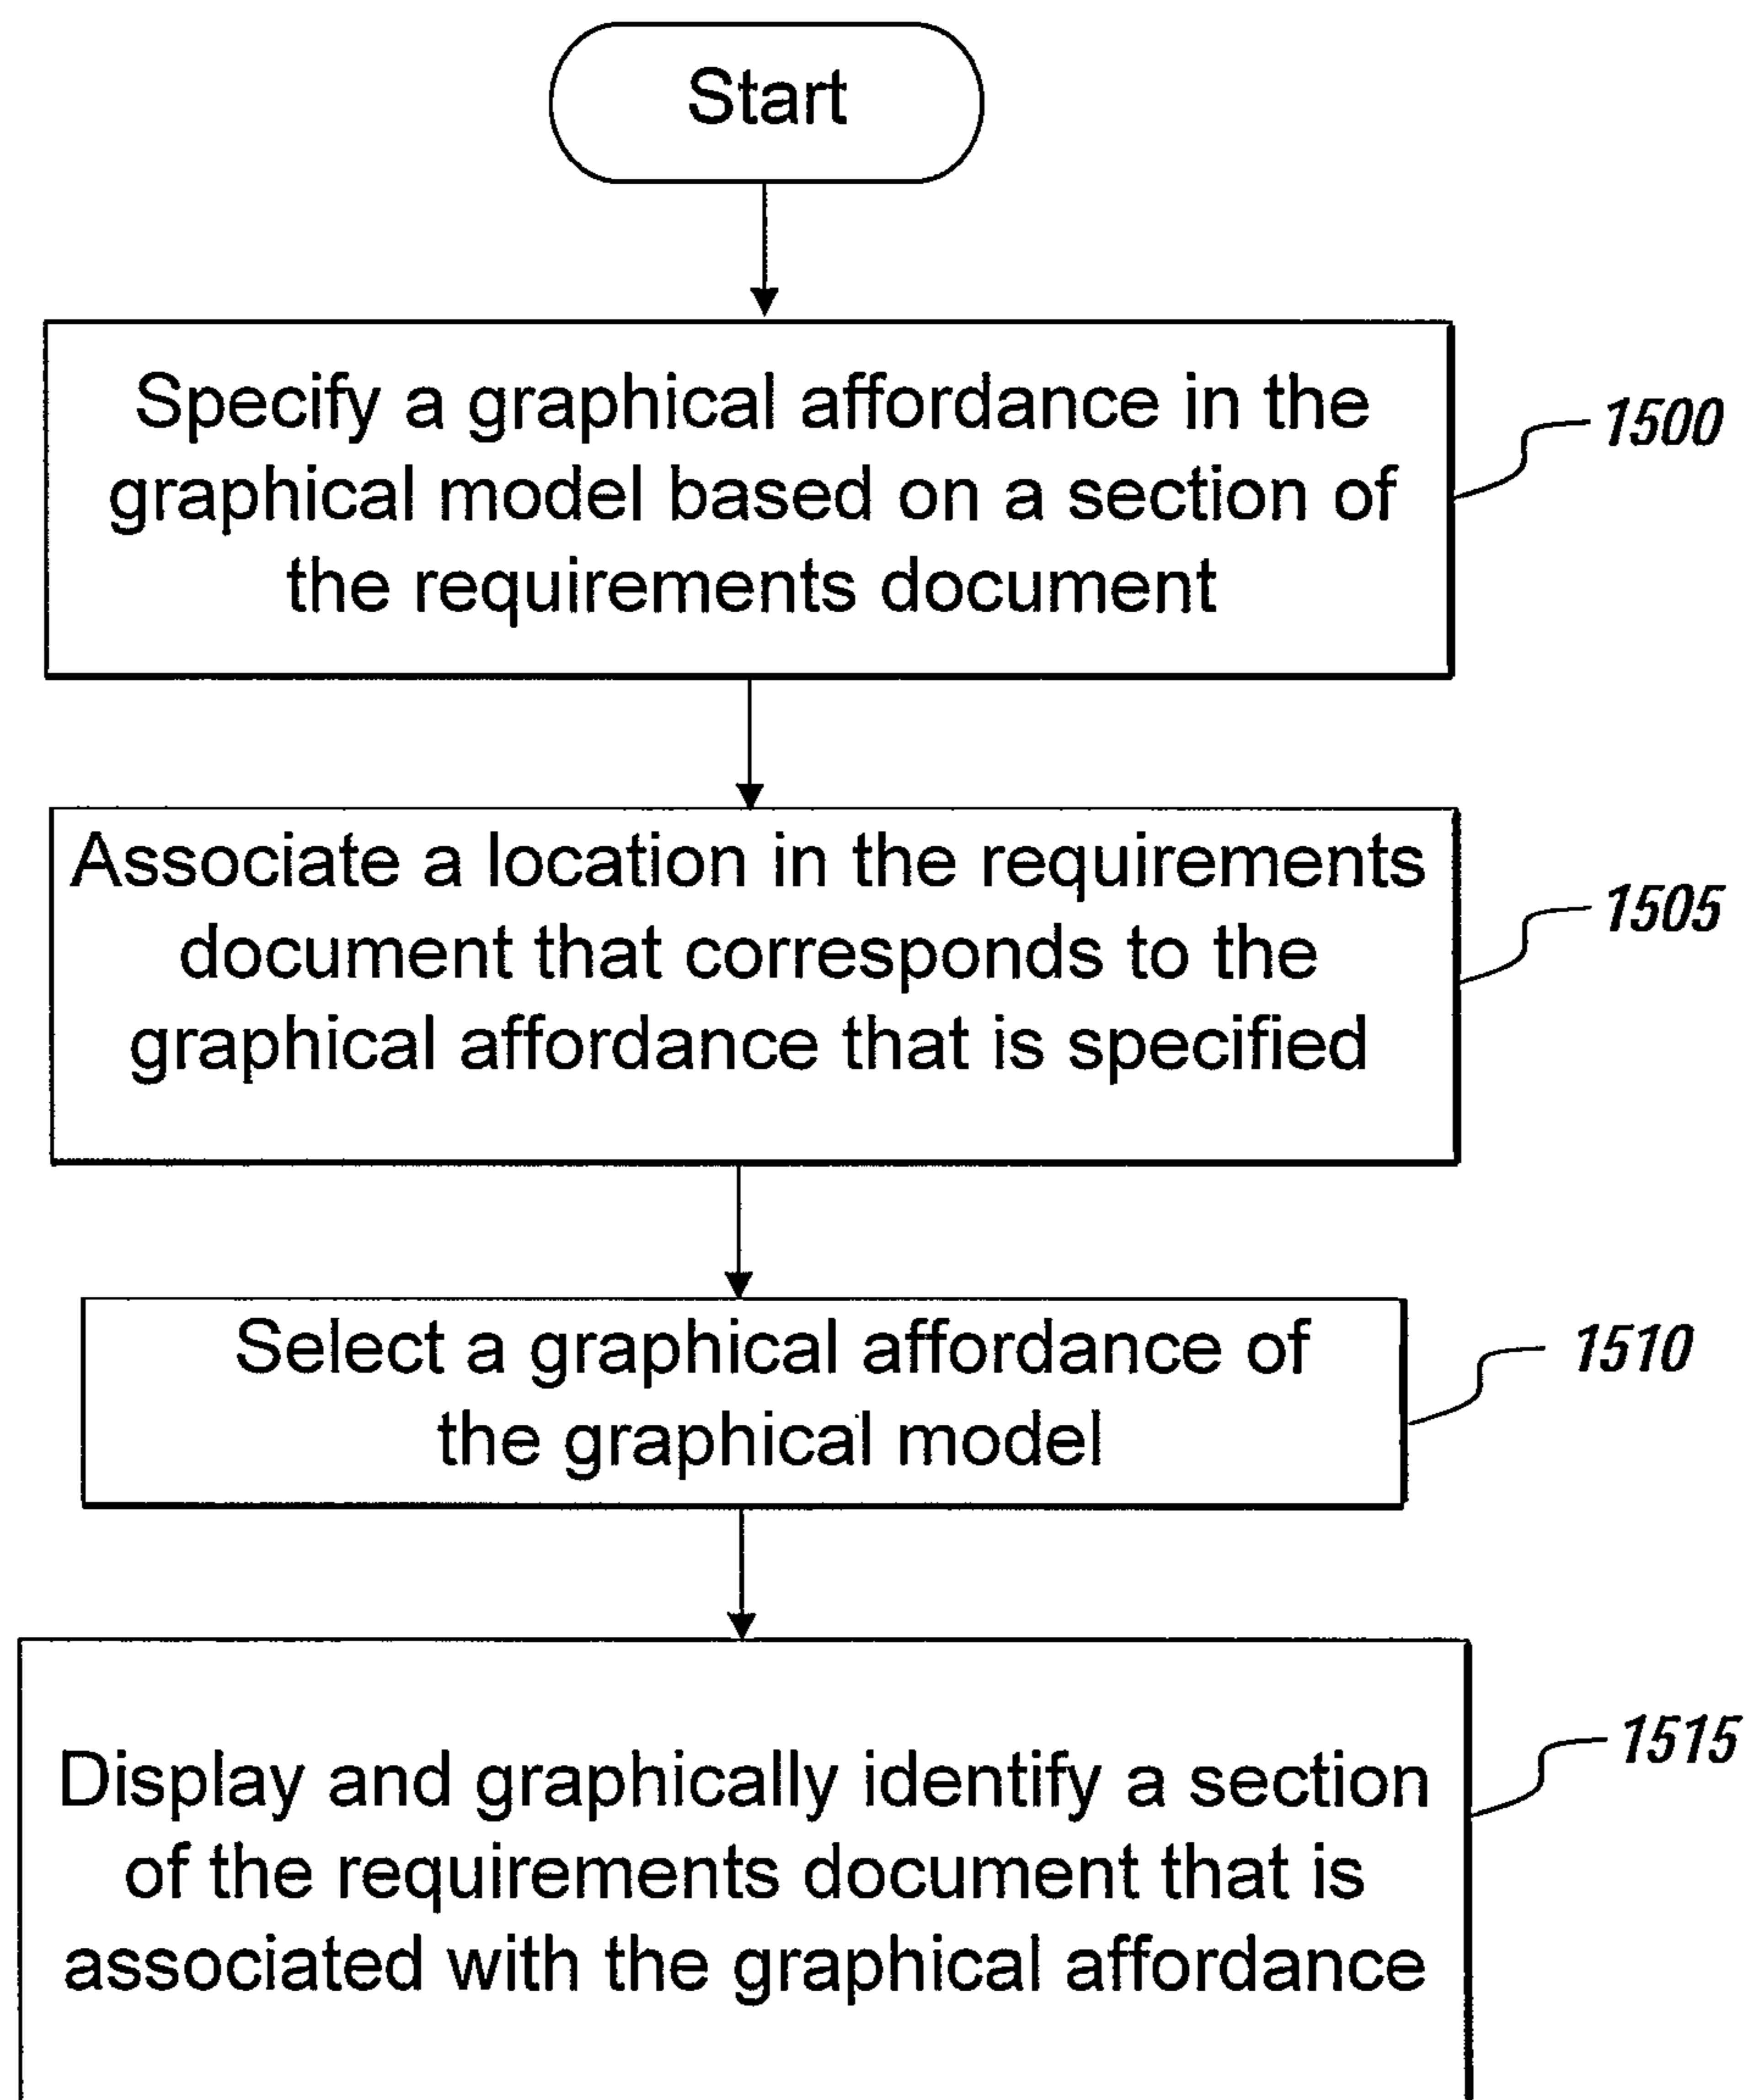 Start
Specify a graphical affordance in the
graphical model based on a section of
the requirements document
1500
Associate a location in the requirements
document that corresponds to the
graphical affordance that is specified
1505
Select a graphical affordance of
the graphical model
1510
Display and graphically identify a section
of the requirements document that is
associated with the graphical affordance
1515